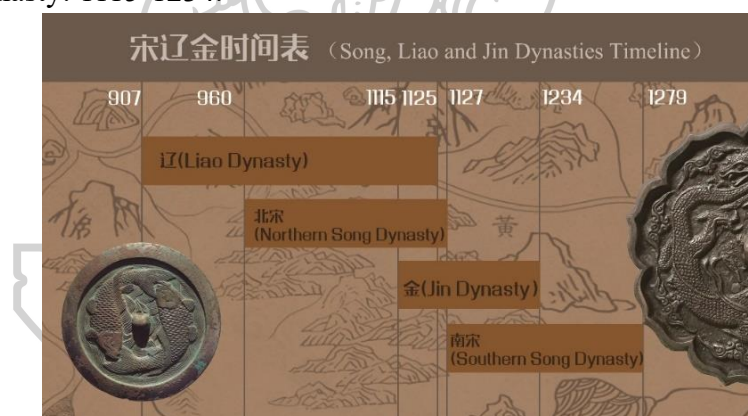 宋辽金时间表（Song, Liao and Jin Dynasties Timeline）
907 960 1115 1125 1127 1234 1279
辽(Liao Dynasty)
北宋
(Northern Song Dynasty)
黄
金(Jin Dynasty)
南宋
(Southern Song Dynasty)